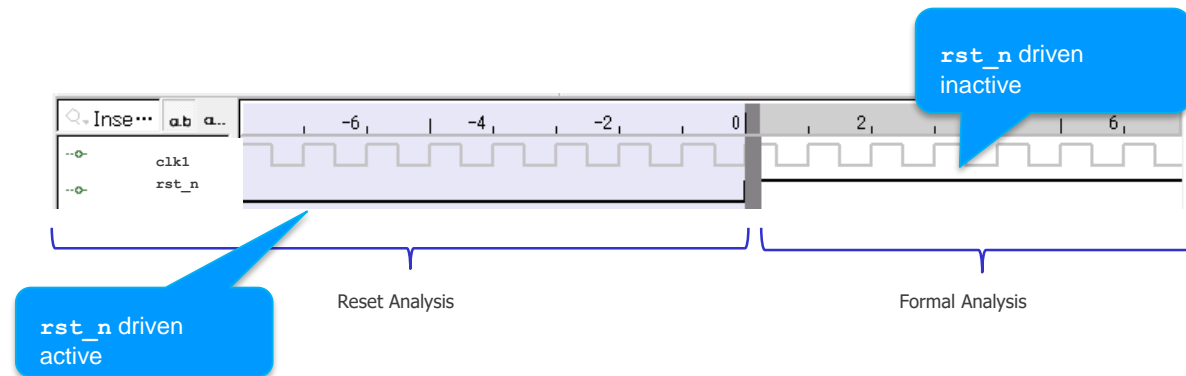 rst_n driven
inactive
Inse… ab a…
-6 -4 -2 0 2 6
clk1
rst_n
Reset Analysis
Formal Analysis
rst_n driven
active